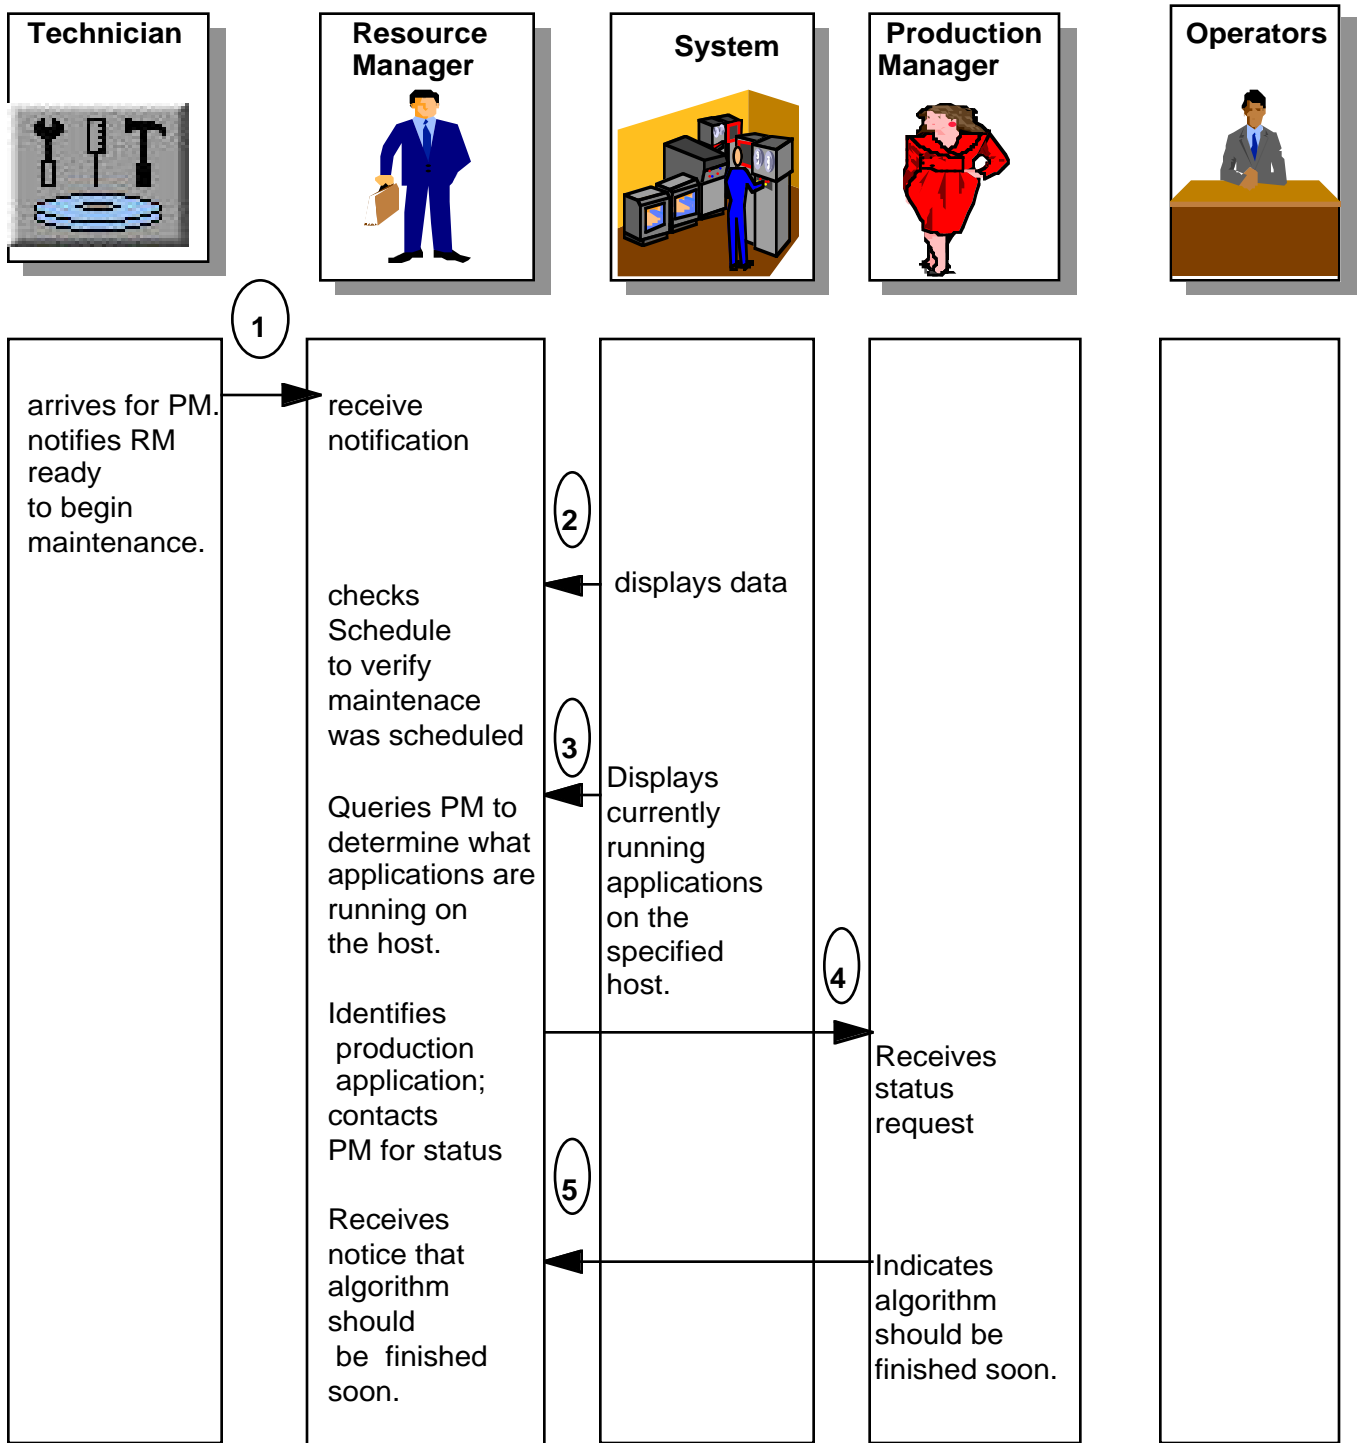 Technician
Resource
Manager
System
Production
Manager
Operators
1
arrives for PM.
notifies RM
ready
to begin
maintenance.
receive
notification
2
displays data
checks
Schedule
to verify
maintenace
was scheduled
3
Displays
currently
running
applications
on the
specified
host.
Queries PM to
determine what
applications are
running on
the host.
4
Identifies
production
application;
contacts
PM for status
Receives
status
request
5
Receives
notice that
algorithm
should
be finished
soon.
Indicates
algorithm
should be
finished soon.